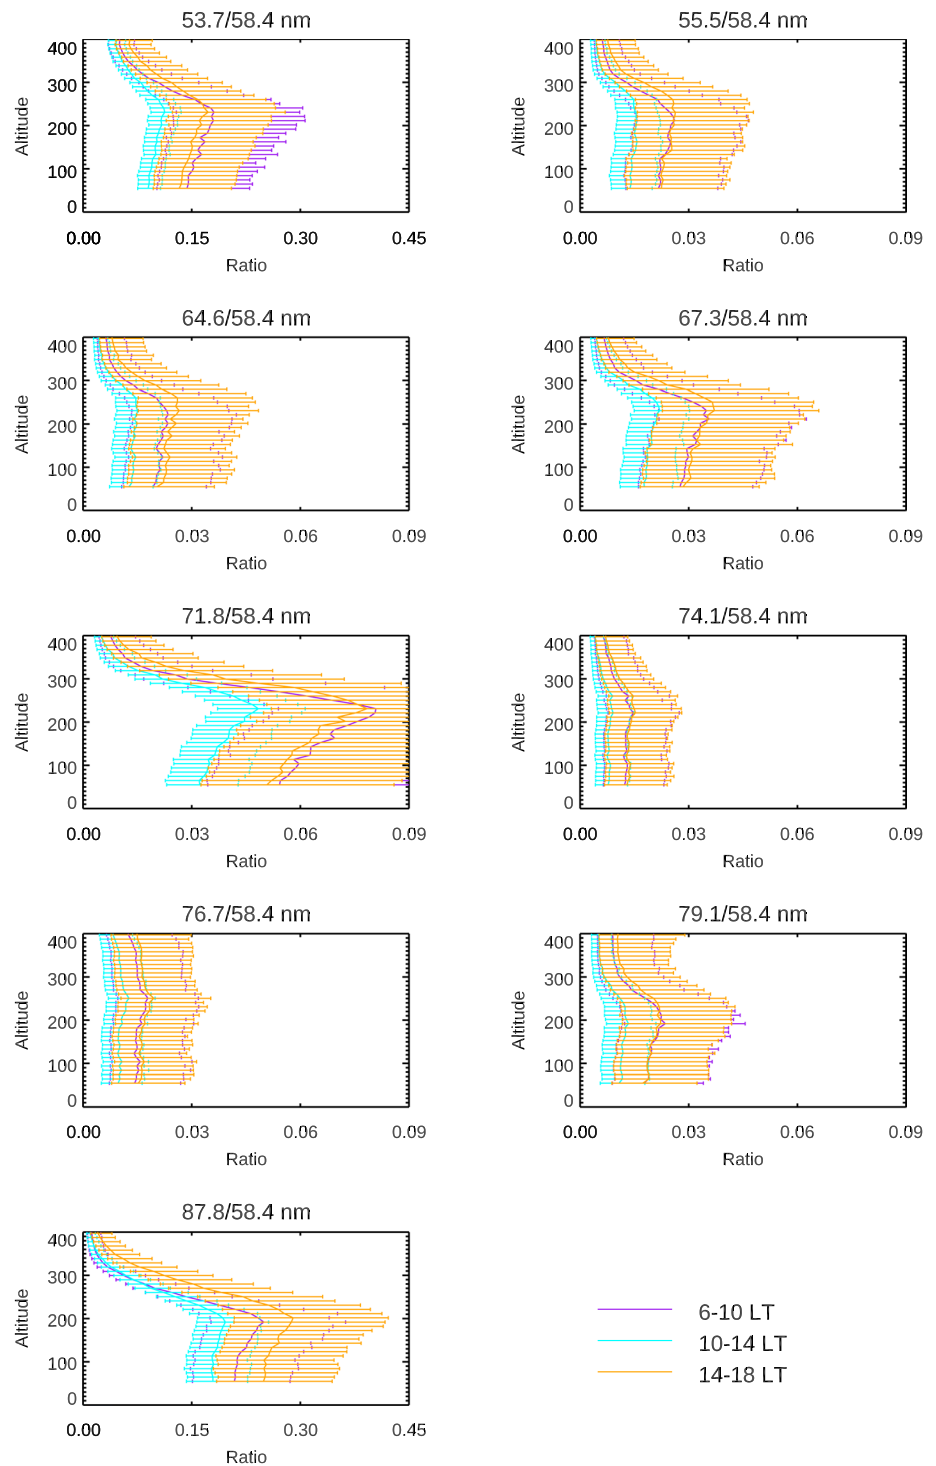 53.7/58.4 nm
400
300
200
100
0
Altitude
0.00 0.15 0.30 0.45
Ratio
55.5/58.4 nm
400
300
200
100
0
Altitude
0.00 0.03 0.06 0.09
Ratio
64.6/58.4 nm
400
300
200
100
0
Altitude
0.00 0.03 0.06 0.09
Ratio
67.3/58.4 nm
400
300
200
100
0
Altitude
0.00 0.03 0.06 0.09
Ratio
71.8/58.4 nm
400
300
200
100
0
Altitude
0.00 0.03 0.06 0.09
Ratio
74.1/58.4 nm
400
300
200
100
0
Altitude
0.00 0.03 0.06 0.09
Ratio
76.7/58.4 nm
400
300
200
100
0
Altitude
0.00 0.03 0.06 0.09
Ratio
79.1/58.4 nm
400
300
200
100
0
Altitude
0.00 0.03 0.06 0.09
Ratio
87.8/58.4 nm
400
300
200
100
0
Altitude
0.00 0.15 0.30 0.45
Ratio
6-10 LT
10-14 LT
14-18 LT